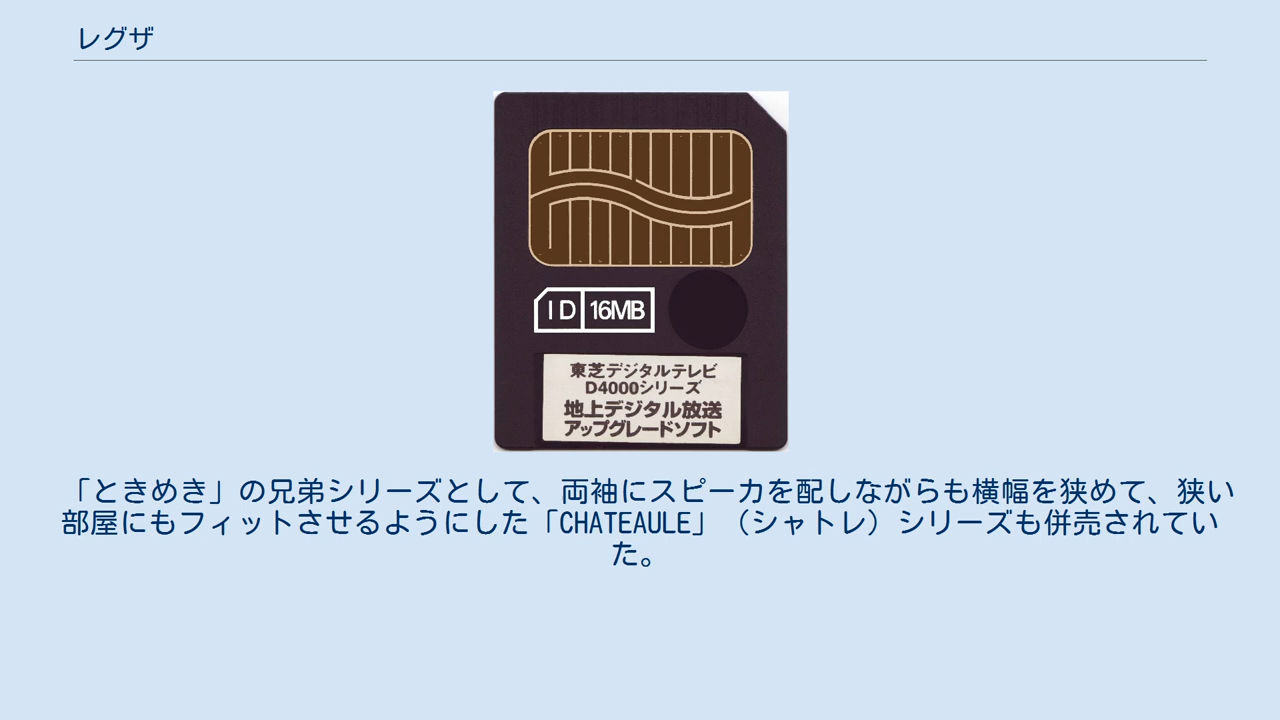 レグザ
ID 16MB
東芝デジタルテレビ
D4000シリーズ
地上デジタル放送
アップグレードソフト
「ときめき」の兄弟シリーズとして、両袖にスピーカを配しながらも横幅を狭めて、狭い
部屋にもフィットさせるようにした「CHATEAULE」（シャトレ）シリーズも併売されてい
た。